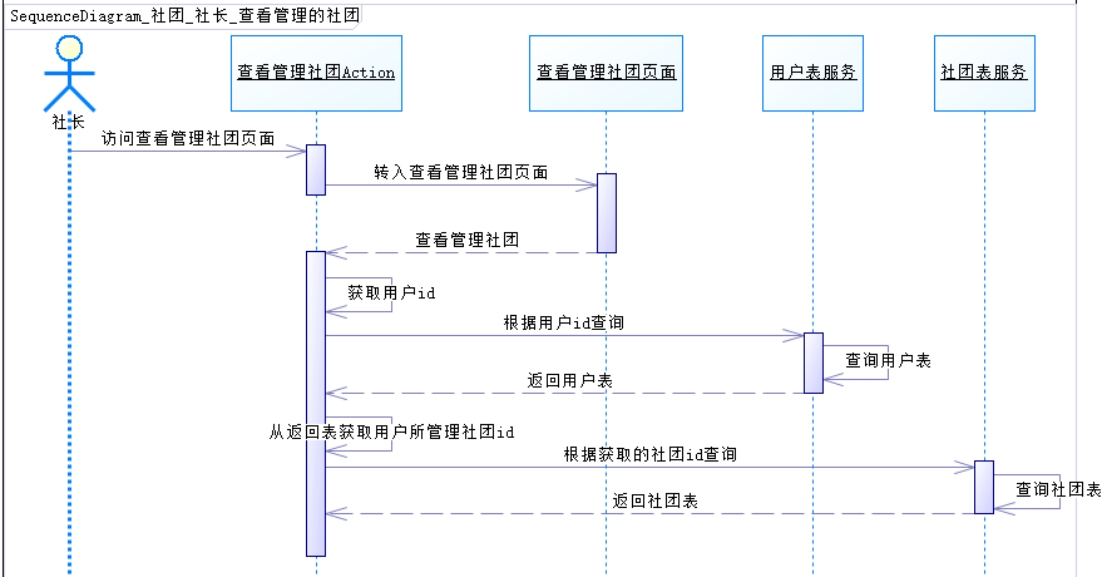 SequenceDiagram_社团_社长_查看管理的社团
查看管理社团Action
查看管理社团页面
用户表服务
社团表服务
社长
访问查看管理社团页面
转入查看管理社团页面
查看管理社团
获取用户id
根据用户id查询
查询用户表
返回用户表
从返回表获取用户所管理社团id
根据获取的社团id查询
查询社团表
返回社团表